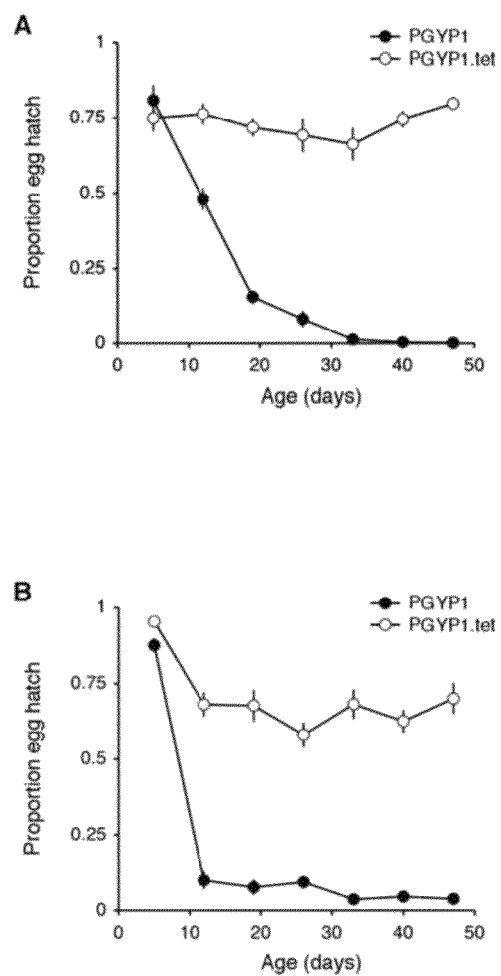 A
PGYP1
PGYP1.tet
1
0.75
0.5
0.25
0
Proportion egg hatch
0 10 20 30 40 50
Age (days)
B
PGYP1
PGYP1.tet
1
0.75
0.5
0.25
0
Proportion egg hatch
0 10 20 30 40 50
Age (days)